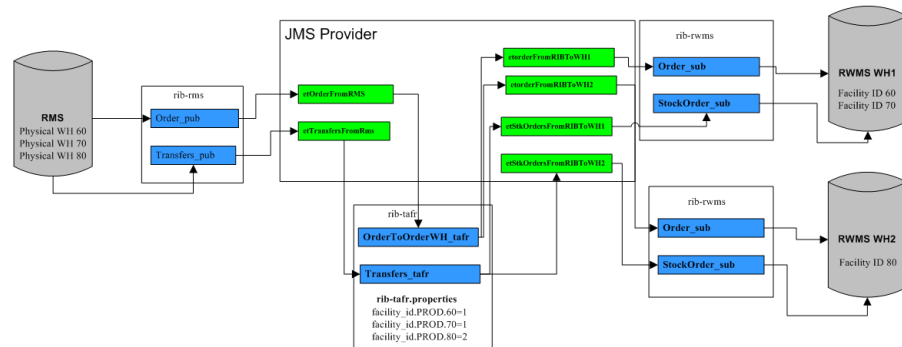 JMS Provider
RMS
Physical WH 60
Physical WH 70
Physical WH 80
rib-rms
Order_pub
Transfers_pub
etOrderFromRMS
etTransfersFromRms
etorderFromRIBToWH1
etorderFromRIBToWH2
etStkOrdersFromRIBToWH1
etStkOrdersFromRIBToWH2
rib-tafr
OrderToOrderWH_tafr
Transfers_tafr
rib-tafr.properties
facility_id.PROD.60=1
facility_id.PROD.70=1
facility_id.PROD.80=2
rib-rwms
Order_sub
StockOrder_sub
RWMS WH1
Facility ID 60
Facility ID 70
rib-rwms
Order_sub
StockOrder_sub
RWMS WH2
Facility ID 80